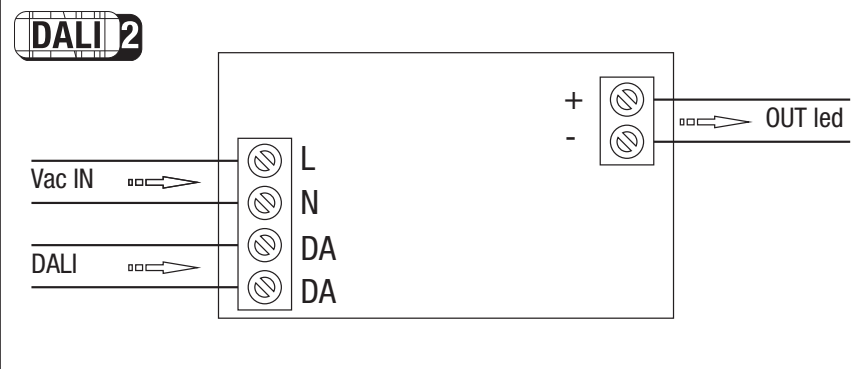 DALI 2
+
-
OUT led
Vac IN
L
N
DALI
DA
DA